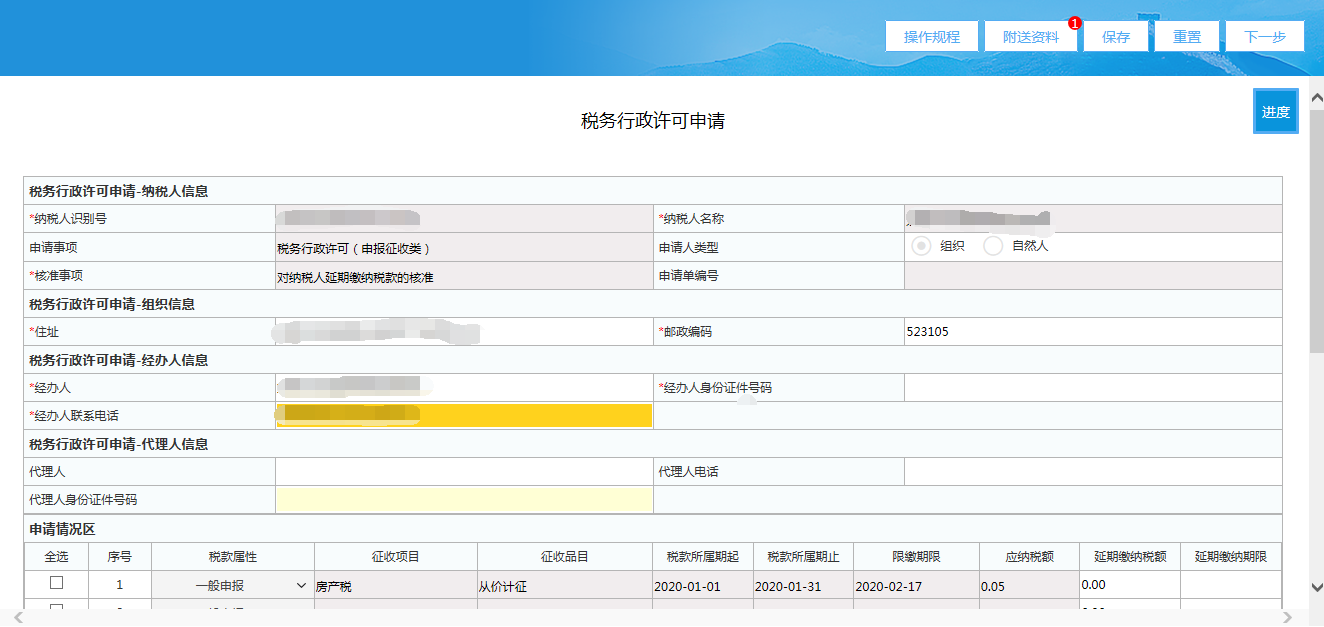 操作规程 附送资料 1 保存 重置 下一步
税务行政许可申请 进度
税务行政许可申请-纳税人信息
*纳税人识别号 *纳税人名称
申请事项 税务行政许可（申报征收类） 申请人类型 组织 自然人
*核准事项 对纳税人延期缴纳税款的核准 申请单编号
税务行政许可申请-组织信息
*住址 *邮政编码 523105
税务行政许可申请-经办人信息
*经办人 *经办人身份证件号码
*经办人联系电话
税务行政许可申请-代理人信息
代理人 代理人电话
代理人身份证件号码
申请情况区
全选 序号 税款属性 征收项目 征收品目 税款所属期起 税款所属期止 限缴期限 应纳税额 延期缴纳税额 延期缴纳期限
1 一般申报 房产税 从价计征 2020-01-01 2020-01-31 2020-02-17 0.05 0.00